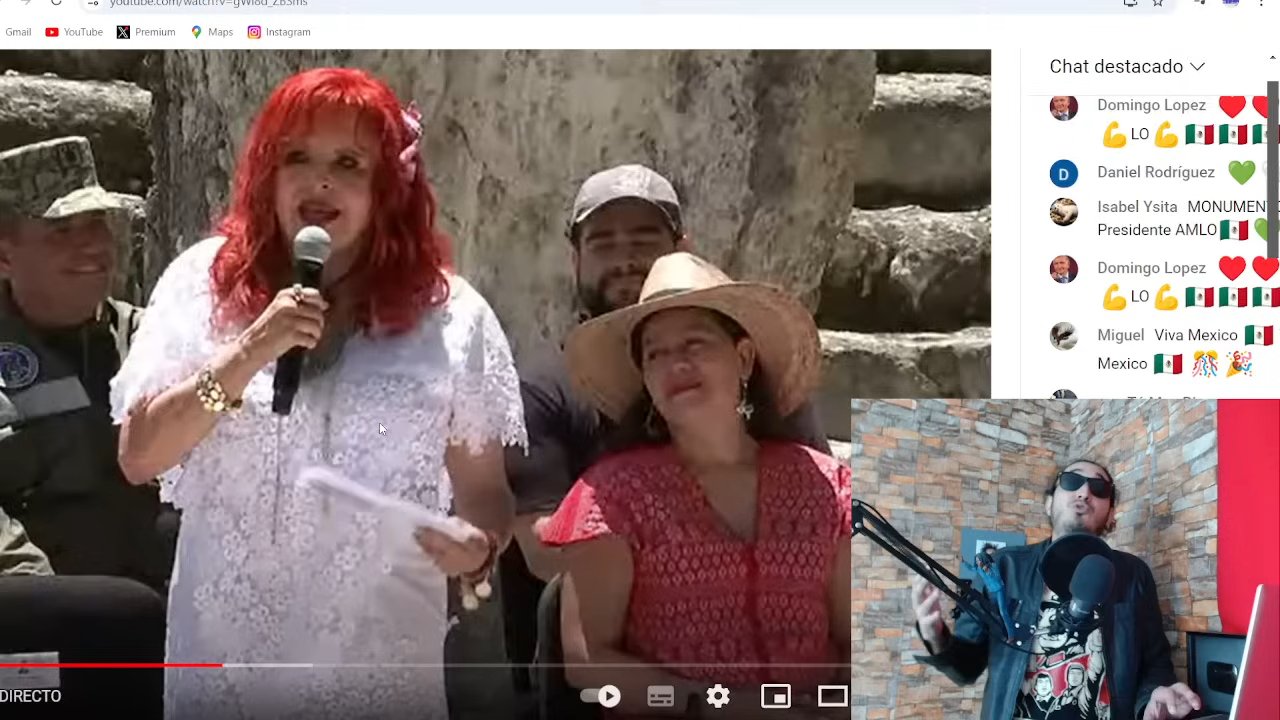 youtube.com/watch?v=gWl8d_ZBSms
Gmail YouTube Premium Maps Instagram
Chat destacado
Domingo Lopez
LO
Daniel Rodríguez
Isabel Ysita MONUMEN
Presidente AMLO
Domingo Lopez
LO
Miguel Viva Mexico
Mexico
DIRECTO